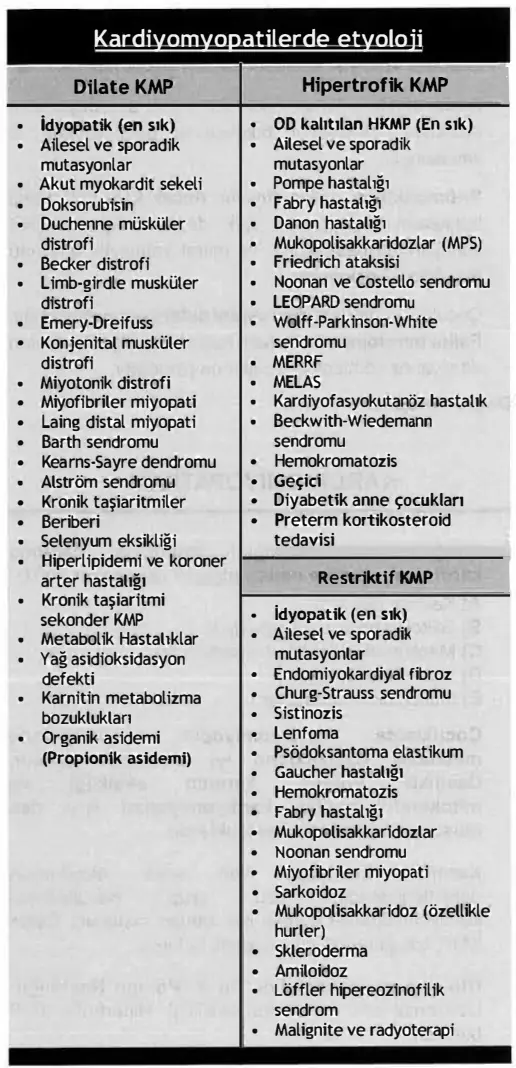 Kardiyomyopatilerde etyoloji
Dilate KMP
• İdyopatik (en sık)
• Ailesel ve sporadik
mutasyonlar
• Akut myokardit sekeli
• Doksorubisin
• Duchenne müsküler
distrofi
• Becker distrofi
• Limb-girdle musküler
distrofi
• Emery-Dreifuss
• Konjenital musküler
distrofi
• Miyotonik distrofi
• Miyofibriler miyopati
• Laing distal miyopati
• Barth sendromu
• Kearns-Sayre dendromu
• Alström sendromu
• Kronik taşiaritmiler
• Beriberi
• Selenyum eksikliği
• Hiperlipidemi ve koroner
arter hastalığı
• Kronik taşiaritmi
sekonder KMP
• Metabolik Hastalıklar
• Yağ asidioksidasyon
defekti
• Karnitin metabolizma
bozuklukları
• Organik asidemi
(Propionik asidemi)
Hipertrofik KMP
• OD kalıtılan HKMP (En sık)
• Ailesel ve sporadik
mutasyonlar
• Pompe hastalığı
• Fabry hastalığı
• Danon hastalığı
• Mukopolisakkaridozlar (MPS)
• Friedrich ataksisi
• Noonan ve Costello sendromu
• LEOPARD sendromu
• Wolff-Parkinson-White
sendromu
• MERRF
• MELAS
• Kardiyofasyokutanöz hastalık
• Beckwith-Wiedemann
sendromu
• Hemokromatozis
• Geçici
• Diyabetik anne çocukları
• Preterm kortikosteroid
tedavisi
Restriktif KMP
• İdyopatik (en sık)
• Ailesel ve sporadik
mutasyonlar
• Endomiyokardiyal fibroz
• Churg-Strauss sendromu
• Sistinozis
• Lenfoma
• Psödoksantoma elastikum
• Gaucher hastalığı
• Hemokromatozis
• Fabry hastalığı
• Mukopolisakkaridozlar
• Noonan sendromu
• Miyofibriler miyopati
• Sarkoidoz
• Mukopolisakkaridoz (özellikle
hurler)
• Skleroderma
• Amiloidoz
• Löffler hipereozinofilik
sendrom
• Malignite ve radyoterapi